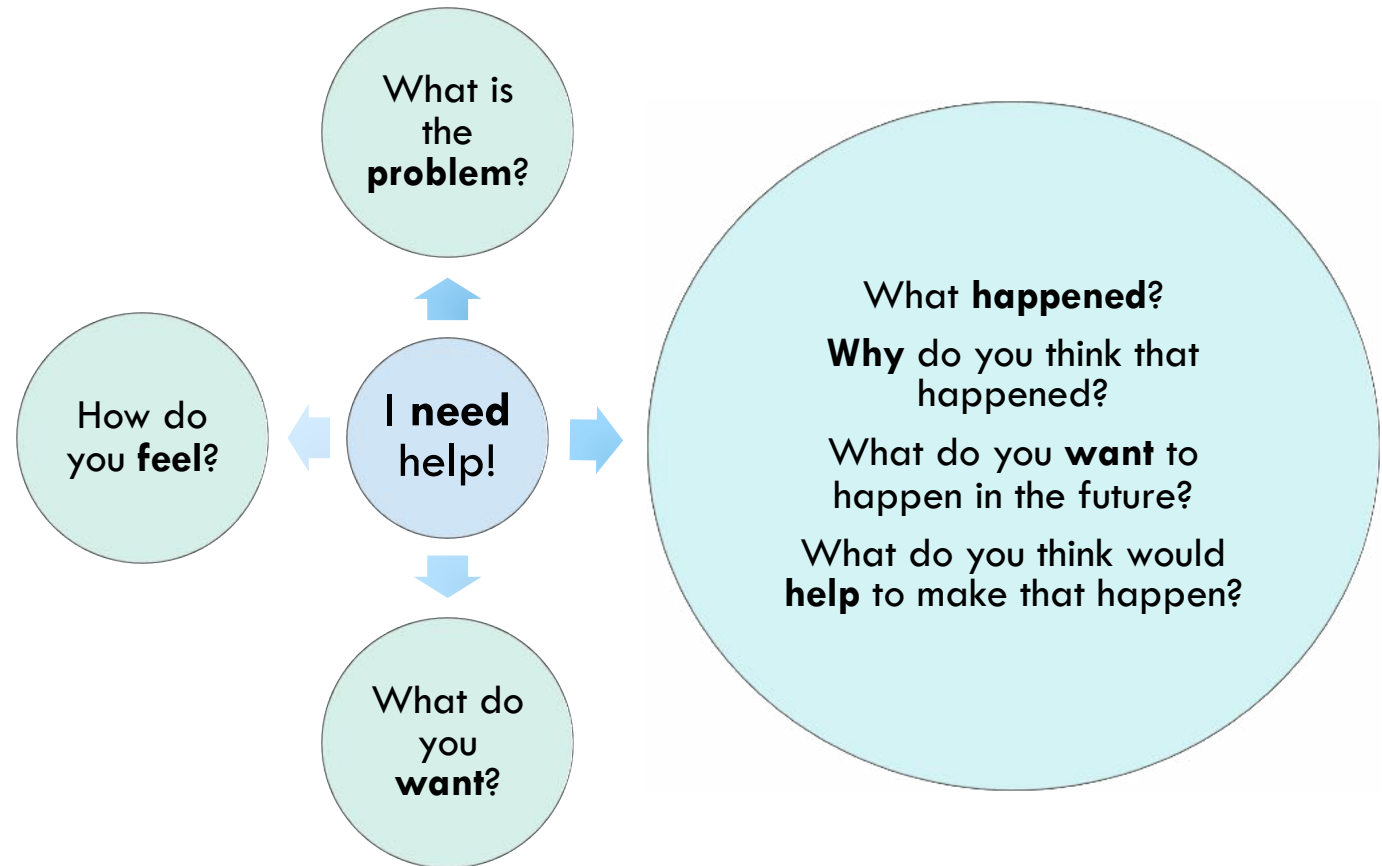 What is
the
problem?
How do
you feel?
I need
help!
What do
you
want?
What happened?
Why do you think that
happened?
What do you want to
happen in the future?
What do you think would
help to make that happen?